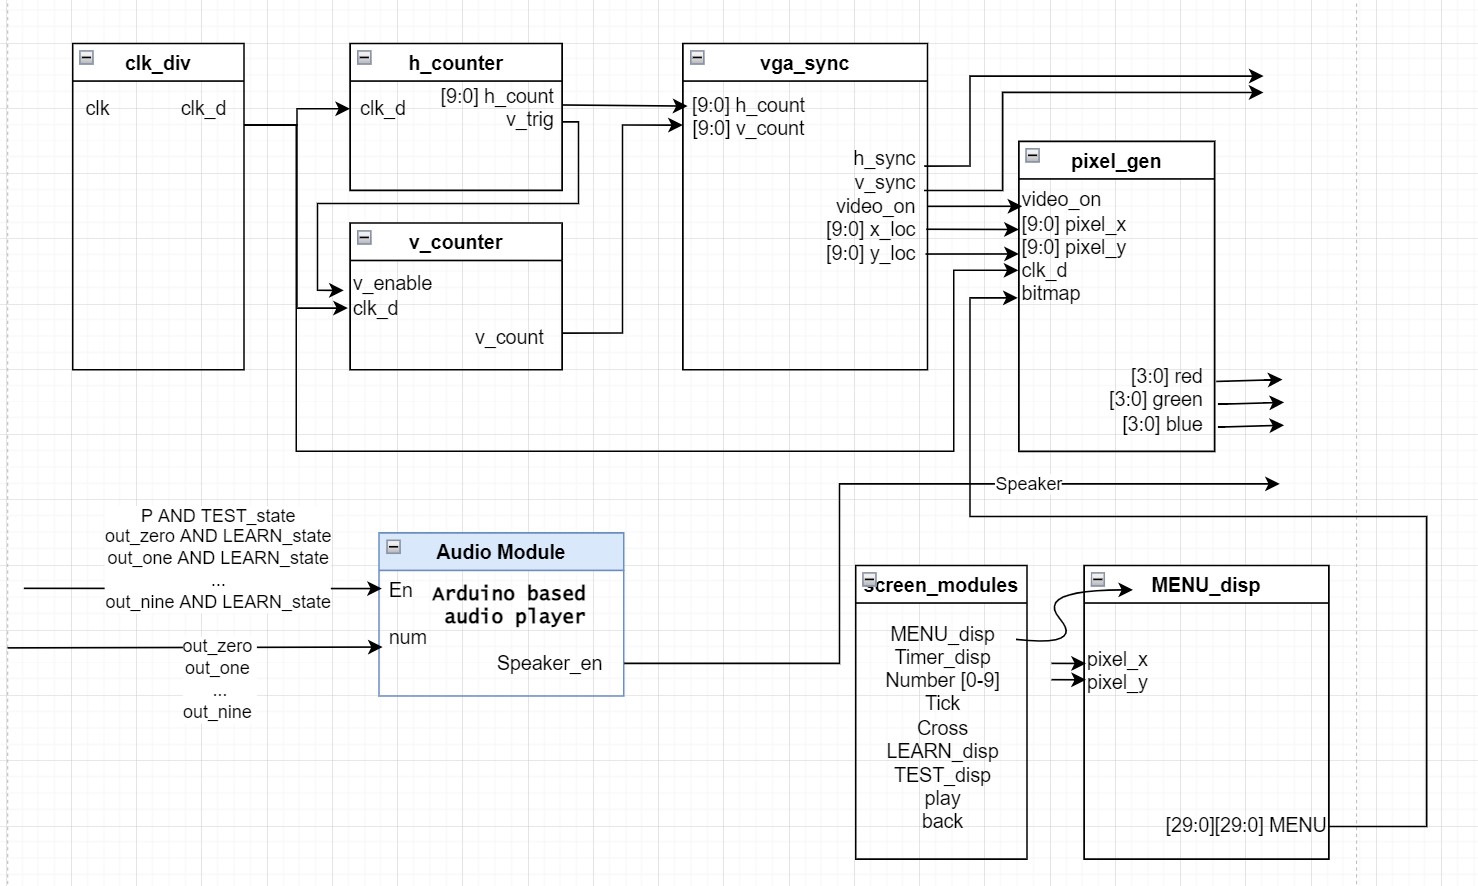 clk_div
clk
clk_d
h_counter
clk_d
[9:0] h_count
v_trig
v_counter
v_enable
clk_d
v_count
vga_sync
[9:0] h_count
[9:0] v_count
h_sync
v_sync
video_on
[9:0] x_loc
[9:0] y_loc
pixel_gen
video_on
[9:0] pixel_x
[9:0] pixel_y
clk_d
bitmap
[3:0] red
[3:0] green
[3:0] blue
Speaker
P AND TEST_state
out_zero AND LEARN_state
out_one AND LEARN_state
...
out_nine AND LEARN_state
out_zero
out_one
...
out_nine
Audio Module
En
Arduino based
audio player
num
Speaker_en
screen_modules
MENU_disp
Timer_disp
Number [0-9]
Tick
Cross
LEARN_disp
TEST_disp
play
back
MENU_disp
pixel_x
pixel_y
[29:0][29:0] MENU